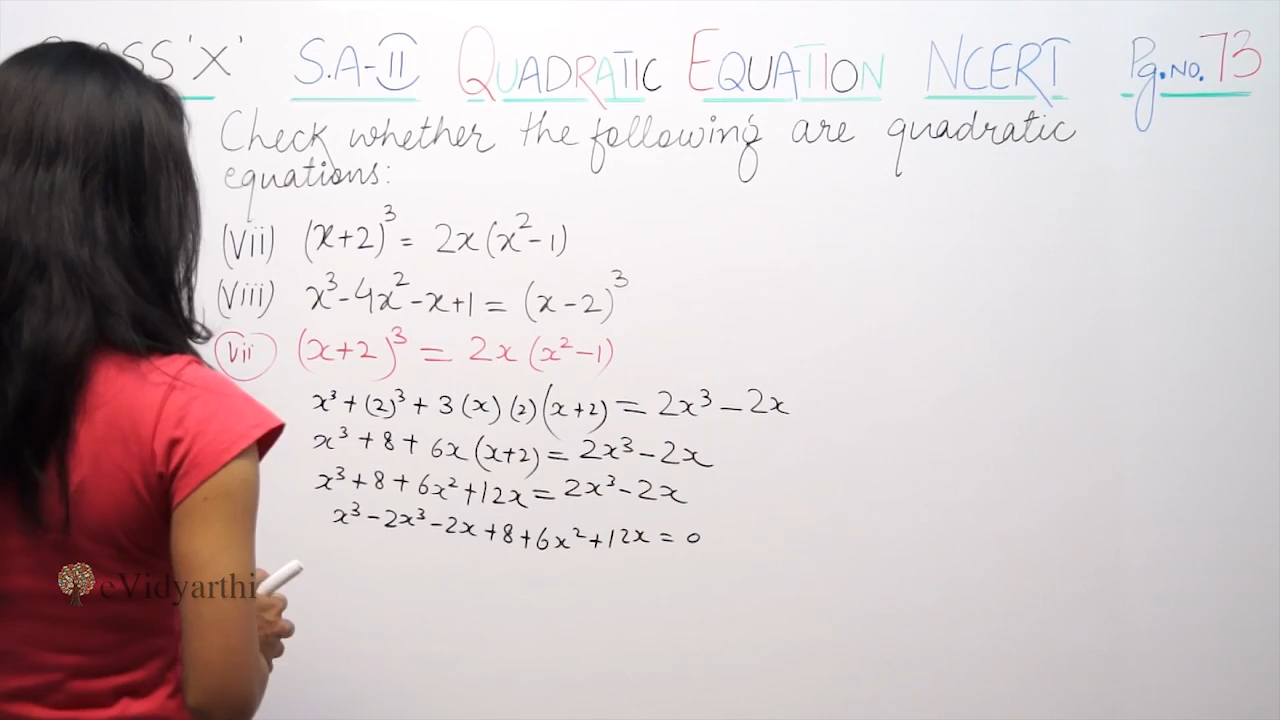 CLASS 'X' S.A-II QUADRATIC EQUATION NCERT Pg.NO.73
Check whether the following are quadratic
equations:
(vii) (x+2)³ = 2x(x²-1)
(viii) x³-4x²-x+1 = (x-2)³
vii (x+2)³ = 2x(x²-1)
x³+(2)³+3(x)(2)(x+2) = 2x³-2x
x³+8+6x(x+2) = 2x³-2x
x³+8+6x²+12x = 2x³-2x
x³-2x³-2x+8+6x²+12x = 0
eVidyarthi